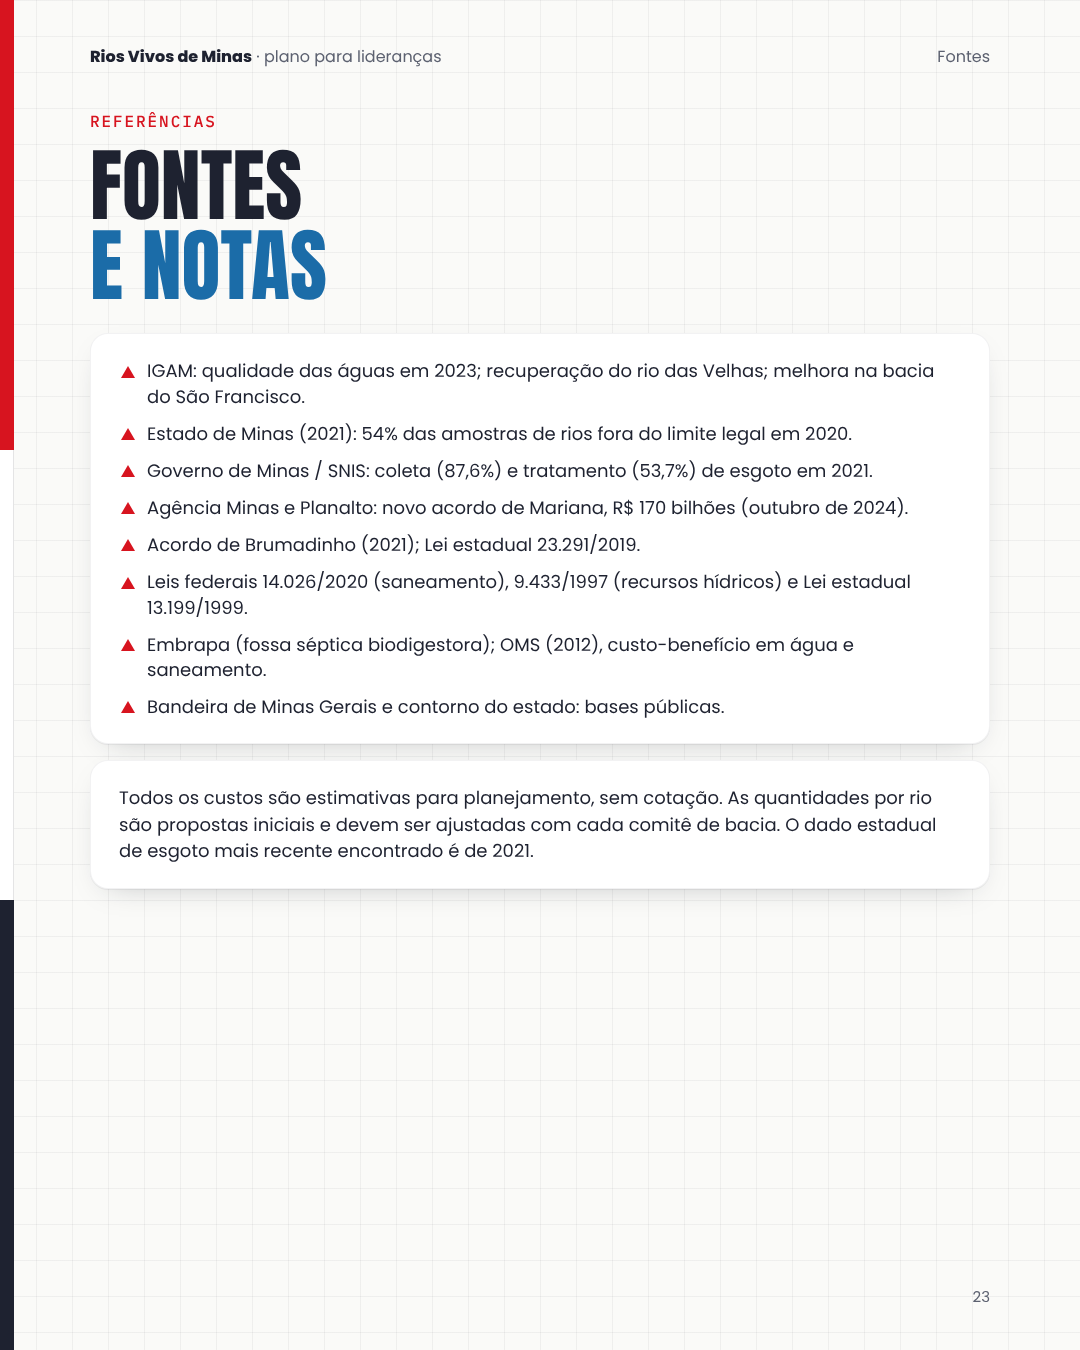 Rios Vivos de Minas · plano para lideranças
Fontes
REFERÊNCIAS
FONTES
E NOTAS
IGAM: qualidade das águas em 2023; recuperação do rio das Velhas; melhora na bacia
do São Francisco.
Estado de Minas (2021): 54% das amostras de rios fora do limite legal em 2020.
Governo de Minas / SNIS: coleta (87,6%) e tratamento (53,7%) de esgoto em 2021.
Agência Minas e Planalto: novo acordo de Mariana, R$ 170 bilhões (outubro de 2024).
Acordo de Brumadinho (2021); Lei estadual 23.291/2019.
Leis federais 14.026/2020 (saneamento), 9.433/1997 (recursos hídricos) e Lei estadual
13.199/1999.
Embrapa (fossa séptica biodigestora); OMS (2012), custo-benefício em água e
saneamento.
Bandeira de Minas Gerais e contorno do estado: bases públicas.
Todos os custos são estimativas para planejamento, sem cotação. As quantidades por rio
são propostas iniciais e devem ser ajustadas com cada comitê de bacia. O dado estadual
de esgoto mais recente encontrado é de 2021.
23